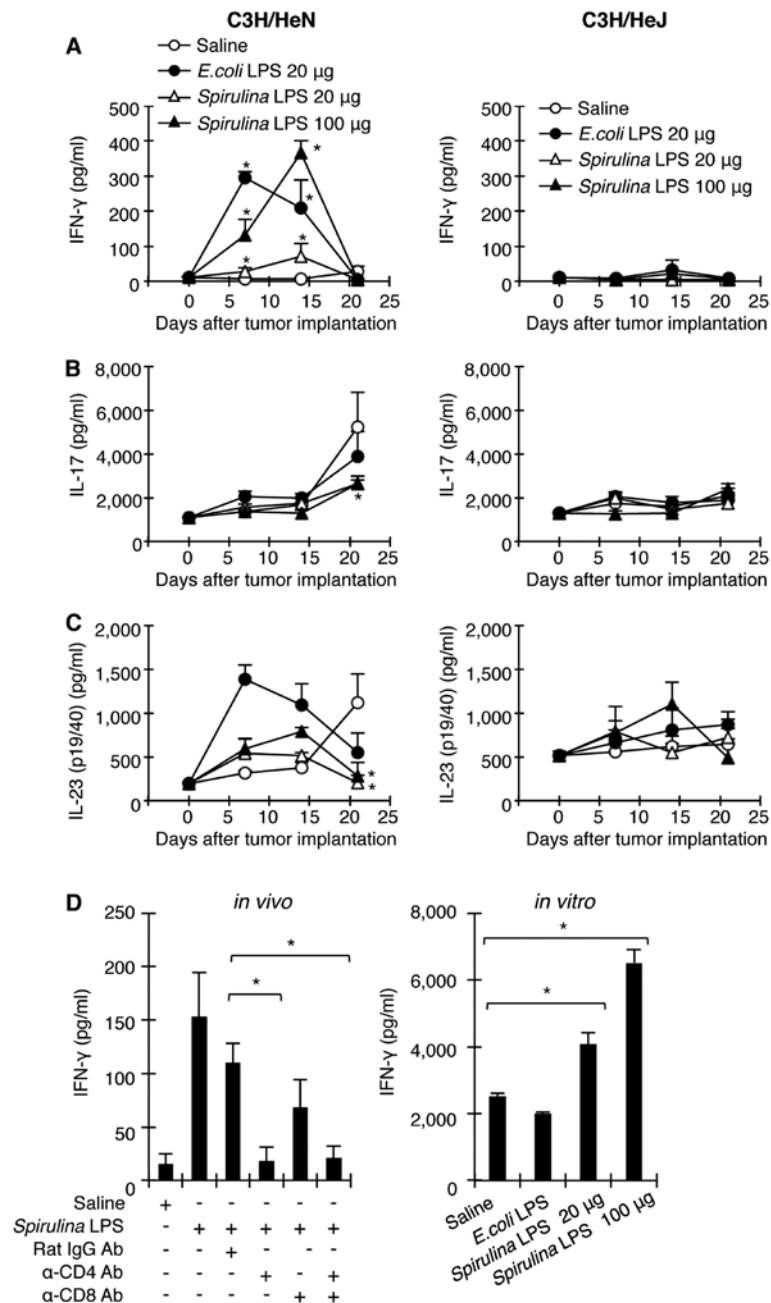 C3H/HeN
C3H/HeJ
A
Saline
E.coli LPS 20 µg
Spirulina LPS 20 µg
Spirulina LPS 100 µg
IFN-γ (pg/ml)
500
400
300
200
100
0
*
*
*
*
*
*
0 5 10 15 20 25
Days after tumor implantation
Saline
E.coli LPS 20 µg
Spirulina LPS 20 µg
Spirulina LPS 100 µg
IFN-γ (pg/ml)
500
400
300
200
100
0
0 5 10 15 20 25
Days after tumor implantation
B
IL-17 (pg/ml)
8,000
6,000
4,000
2,000
0
*
0 5 10 15 20 25
Days after tumor implantation
IL-17 (pg/ml)
8,000
6,000
4,000
2,000
0
0 5 10 15 20 25
Days after tumor implantation
C
IL-23 (p19/40) (pg/ml)
2,000
1,500
1,000
500
0
*
*
0 5 10 15 20 25
Days after tumor implantation
IL-23 (p19/40) (pg/ml)
2,000
1,500
1,000
500
0
0 5 10 15 20 25
Days after tumor implantation
D
in vivo
IFN-γ (pg/ml)
250
200
150
100
50
0
*
*
Saline + - - - - -
Spirulina LPS - + + + + +
Rat IgG Ab - - + - - -
α-CD4 Ab - - - + - +
α-CD8 Ab - - - - + +
in vitro
IFN-γ (pg/ml)
8,000
6,000
4,000
2,000
0
*
*
Saline
E.coli LPS
Spirulina LPS 20 µg
Spirulina LPS 100 µg